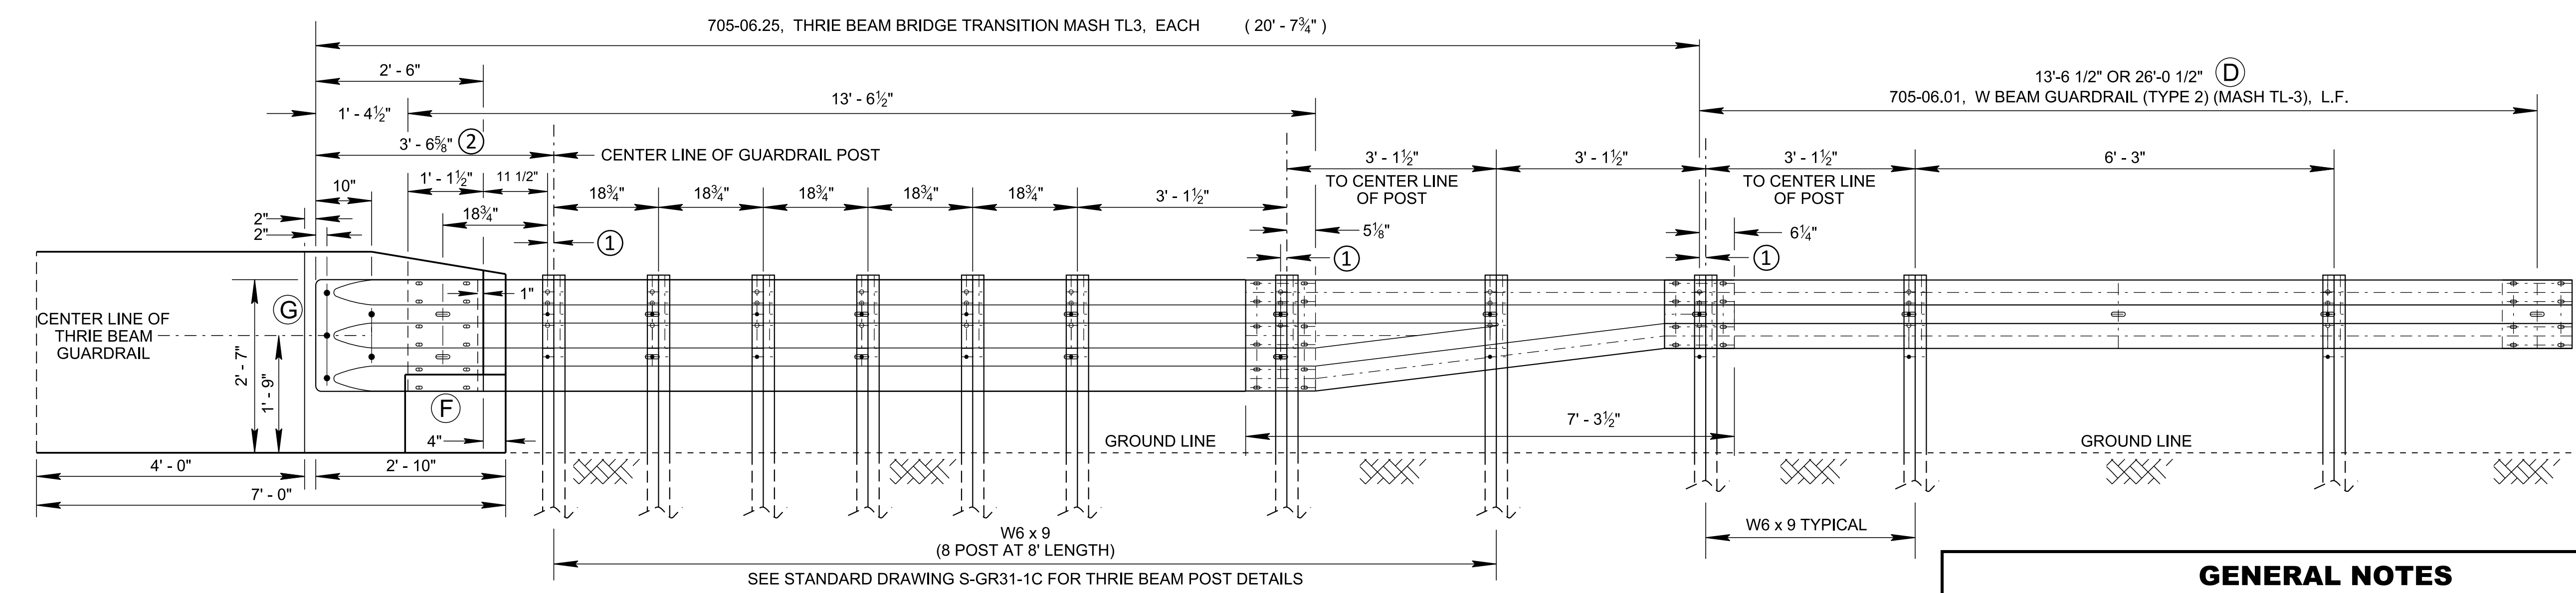 705-06.25, THRIE BEAM BRIDGE TRANSITION MASH TL3, EACH ( 20' - 7¾" )
2' - 6"
13'-6 1/2" OR 26'-0 1/2" Ⓓ
1' - 4½"
13' - 6½"
705-06.01, W BEAM GUARDRAIL (TYPE 2) (MASH TL-3), L.F.
3' - 6⅝" ②
CENTER LINE OF GUARDRAIL POST
3' - 1½"
TO CENTER LINE
OF POST
3' - 1½"
3' - 1½"
TO CENTER LINE
OF POST
6' - 3"
10"
1' - 1½"
11 1/2"
18¾"
18¾"
18¾"
18¾"
18¾"
3' - 1½"
2"
18¾"
2"
①
5⅛"
①
6¼"
①
1"
Ⓖ
CENTER LINE OF
THRIE BEAM
GUARDRAIL
2' - 7"
1' - 9"
Ⓕ
4"
GROUND LINE
7' - 3½"
GROUND LINE
4' - 0"
2' - 10"
7' - 0"
W6 x 9
(8 POST AT 8' LENGTH)
W6 x 9 TYPICAL
SEE STANDARD DRAWING S-GR31-1C FOR THRIE BEAM POST DETAILS
GENERAL NOTES